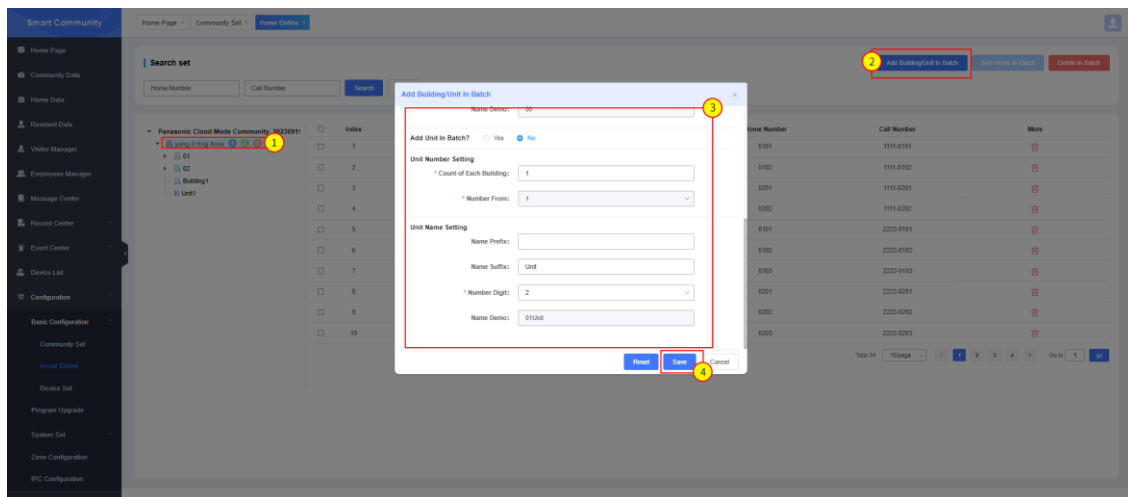 Smart Community
Home Page × Community Set × Home Define ×
Home Page
Community Data
Home Data
Resident Data
Visitor Manager
Employees Manager
Message Center
Record Center
Event Center
Device List
Configuration
Basic Configuration
Community Set
Home Define
Device Set
Program Upgrade
System Set
Zone Configuration
IPC Configuration
Search set
2
Add Building/Unit In Batch
Add Home In Batch
Delete In Batch
Home Number
Call Number
Search
Panasonic Cloud Mode Community_2023091
yang ti ting Area
1
01
02
Building1
Unit1
Index Home Number Call Number More
1 0101 1111-0101
2 0102 1111-0102
3 0201 1111-0201
4 0202 1111-0202
5 0101 2222-0101
6 0102 2222-0102
7 0103 2222-0103
8 0201 2222-0201
9 0202 2222-0202
10 0203 2222-0203
Total 34 10/page < 1 2 3 4 > Go to 1 go
Add Building/Unit In Batch ×
3
Name Demo: 00
Add Unit In Batch? Yes No
Unit Number Setting
* Count of Each Building: 1
* Number From: 1
Unit Name Setting
Name Prefix:
Name Suffix: Unit
* Number Digit: 2
Name Demo: 01Unit
Reset Save Cancel
4